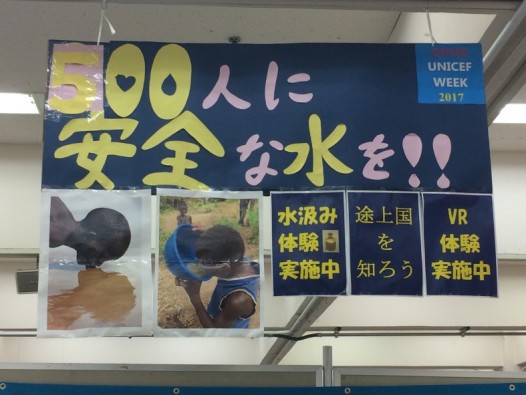 500人に
安全な水を!!
UNICEF
WEEK
2017
水汲み
体験
実施中
途上国
を
知ろう
VR
体験
実施中